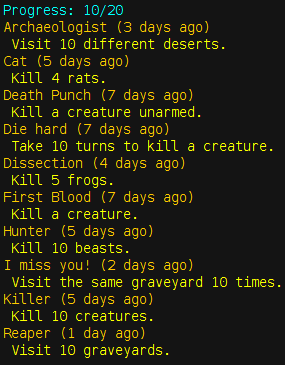 Progress: 10/20
Archaeologist (3 days ago)
Visit 10 different deserts.
Cat (5 days ago)
Kill 4 rats.
Death Punch (7 days ago)
Kill a creature unarmed.
Die hard (7 days ago)
Take 10 turns to kill a creature.
Dissection (4 days ago)
Kill 5 frogs.
First Blood (7 days ago)
Kill a creature.
Hunter (5 days ago)
Kill 10 beasts.
I miss you! (2 days ago)
Visit the same graveyard 10 times.
Killer (5 days ago)
Kill 10 creatures.
Reaper (1 day ago)
Visit 10 graveyards.